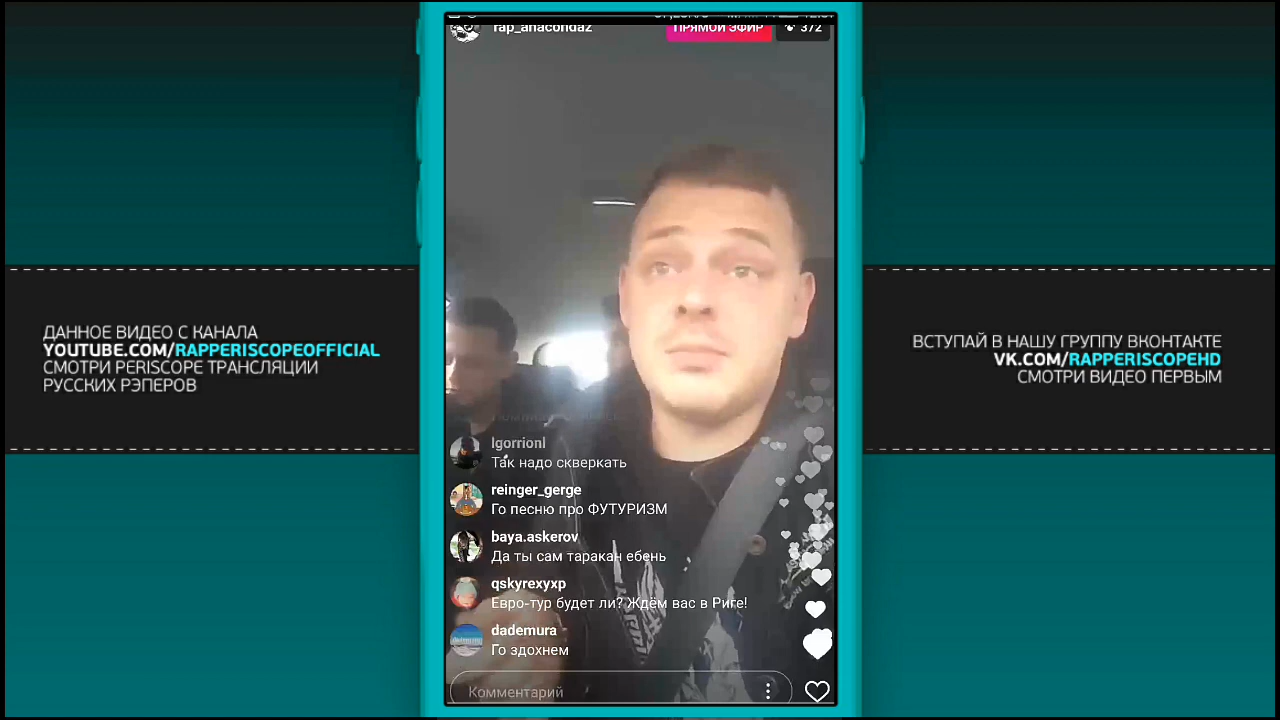 rap_anacondaz
ПРЯМОЙ ЭФИР
372
ДАННОЕ ВИДЕО С КАНАЛА
YOUTUBE.COM/RAPPERISCOPEOFFICIAL
СМОТРИ PERISCOPE ТРАНСЛЯЦИИ
РУССКИХ РЭПЕРОВ
ВСТУПАЙ В НАШУ ГРУППУ ВКОНТАКТЕ
VK.COM/RAPPERISCOPEHD
СМОТРИ ВИДЕО ПЕРВЫМ
lgorrionl
Так надо скверкать
reinger_gerge
Го песню про ФУТУРИЗМ
baya.askerov
Да ты сам таракан ебень
qskyrexyxp
Евро-тур будет ли? Ждём вас в Риге!
dademura
Го здохнем
Комментарий